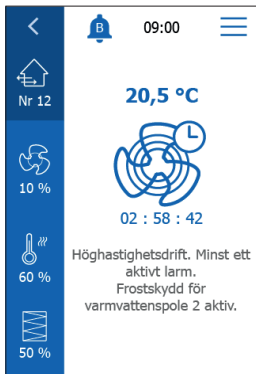 B
09:00
Nr 12
20,5 °C
10 %
02 : 58 : 42
60 %
Höghastighetsdrift. Minst ett
aktivt larm.
Frostskydd för
varmvattenspole 2 aktiv.
50 %